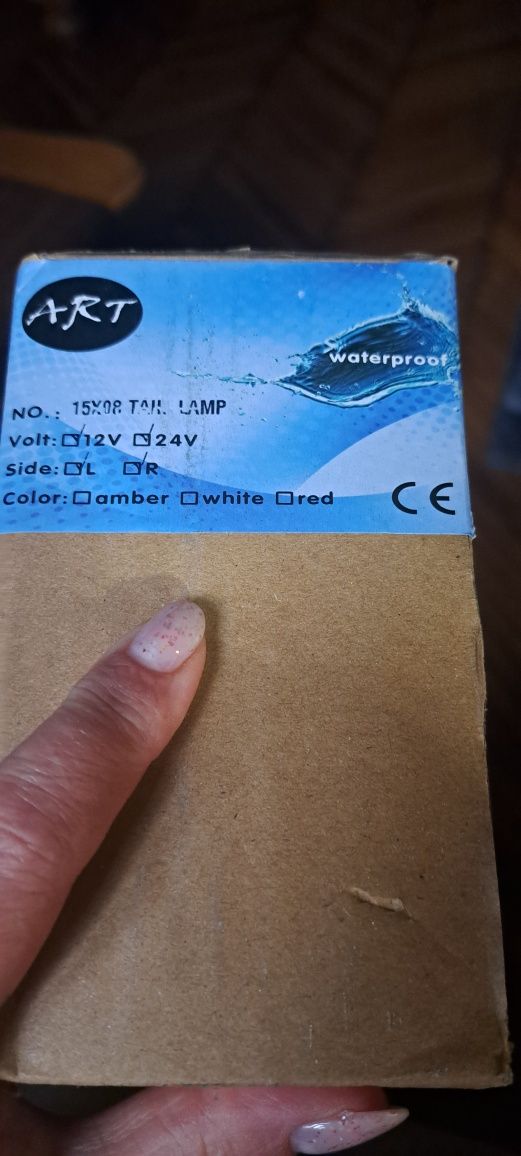 ART
waterproof
NO.: 15X08 TAIL LAMP
Volt: ☑12V ☑24V
Side: ☑L ☑R
Color: ☐amber ☐white ☐red
CE